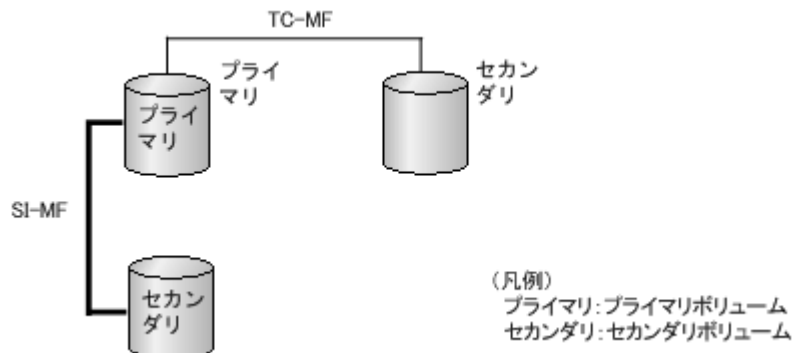 TC-MF
プライ
マリ
セカン
ダリ
プライ
マリ
SI-MF
セカン
ダリ
(凡例)
プライマリ:プライマリボリューム
セカンダリ:セカンダリボリューム